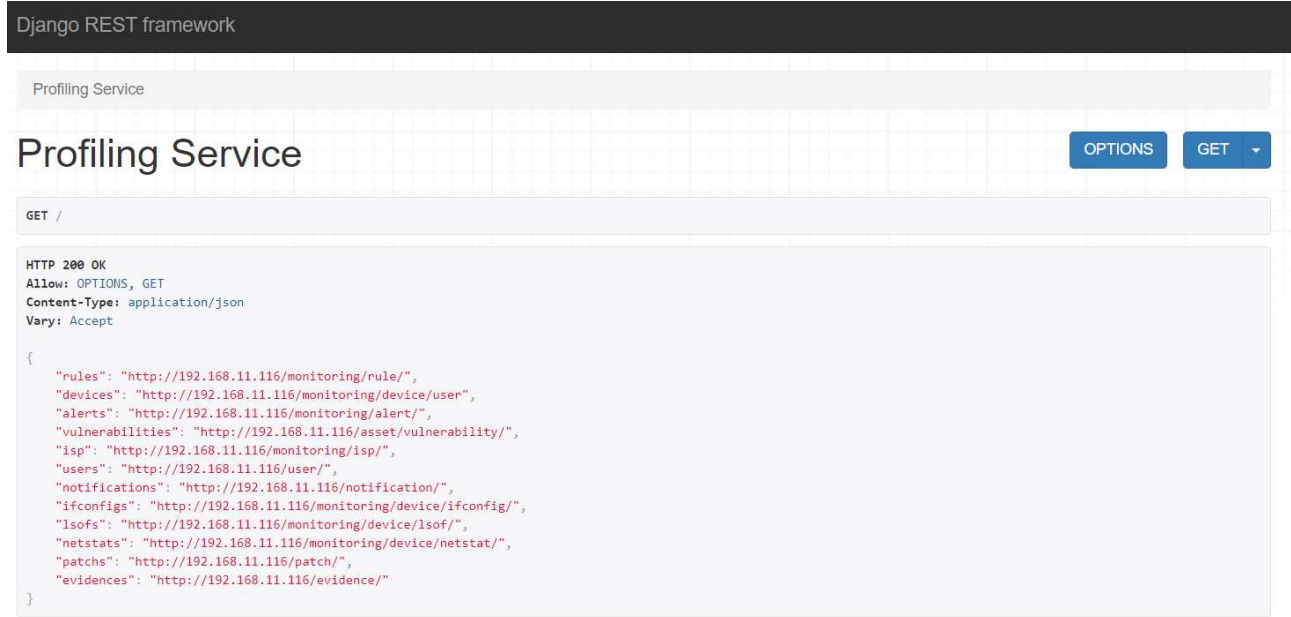 Django REST framework
Profiling Service
Profiling Service
OPTIONS
GET
GET /
HTTP 200 OK
Allow: OPTIONS, GET
Content-Type: application/json
Vary: Accept
{
    "rules": "http://192.168.11.116/monitoring/rule/",
    "devices": "http://192.168.11.116/monitoring/device/user",
    "alerts": "http://192.168.11.116/monitoring/alert/",
    "vulnerabilities": "http://192.168.11.116/asset/vulnerability/",
    "isp": "http://192.168.11.116/monitoring/isp/",
    "users": "http://192.168.11.116/user/",
    "notifications": "http://192.168.11.116/notification/",
    "ifconfigs": "http://192.168.11.116/monitoring/device/ifconfig/",
    "lsofs": "http://192.168.11.116/monitoring/device/lsof/",
    "netstats": "http://192.168.11.116/monitoring/device/netstat/",
    "patchs": "http://192.168.11.116/patch/",
    "evidences": "http://192.168.11.116/evidence/"
}